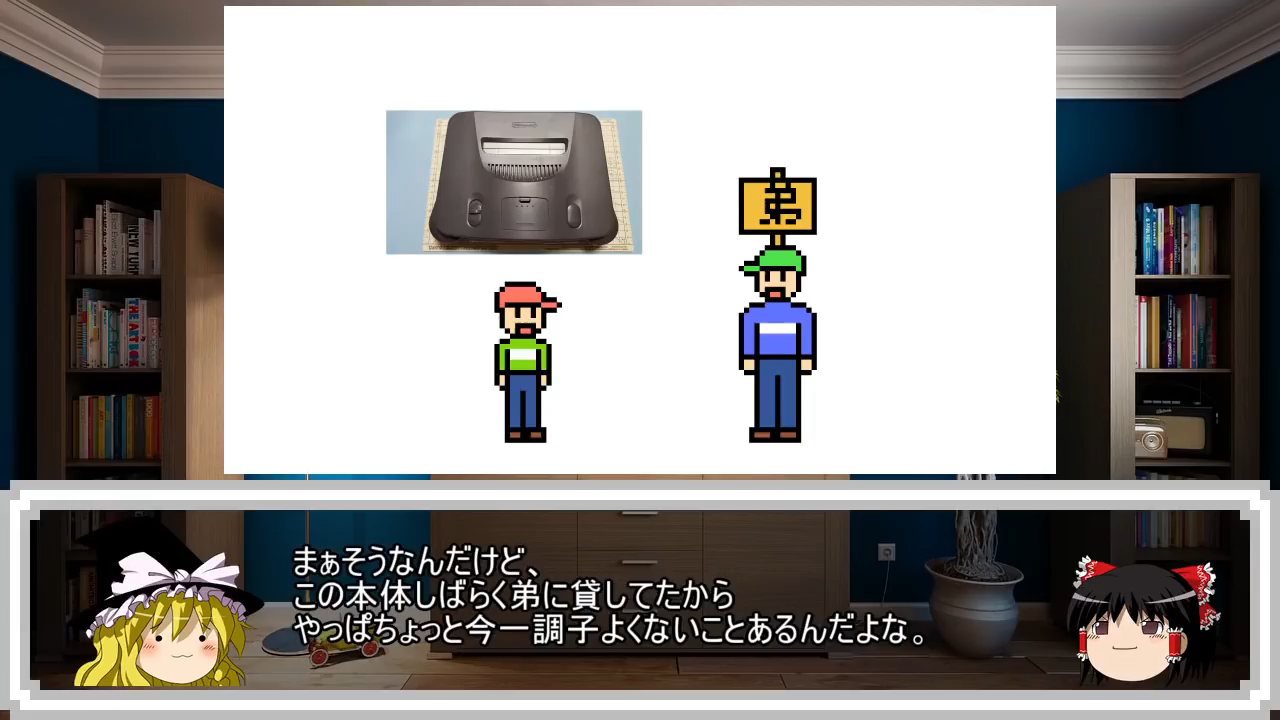 弟
まぁそうなんだけど、
この本体しばらく弟に貸してたから
やっぱちょっと今一調子よくないことあるんだよな。